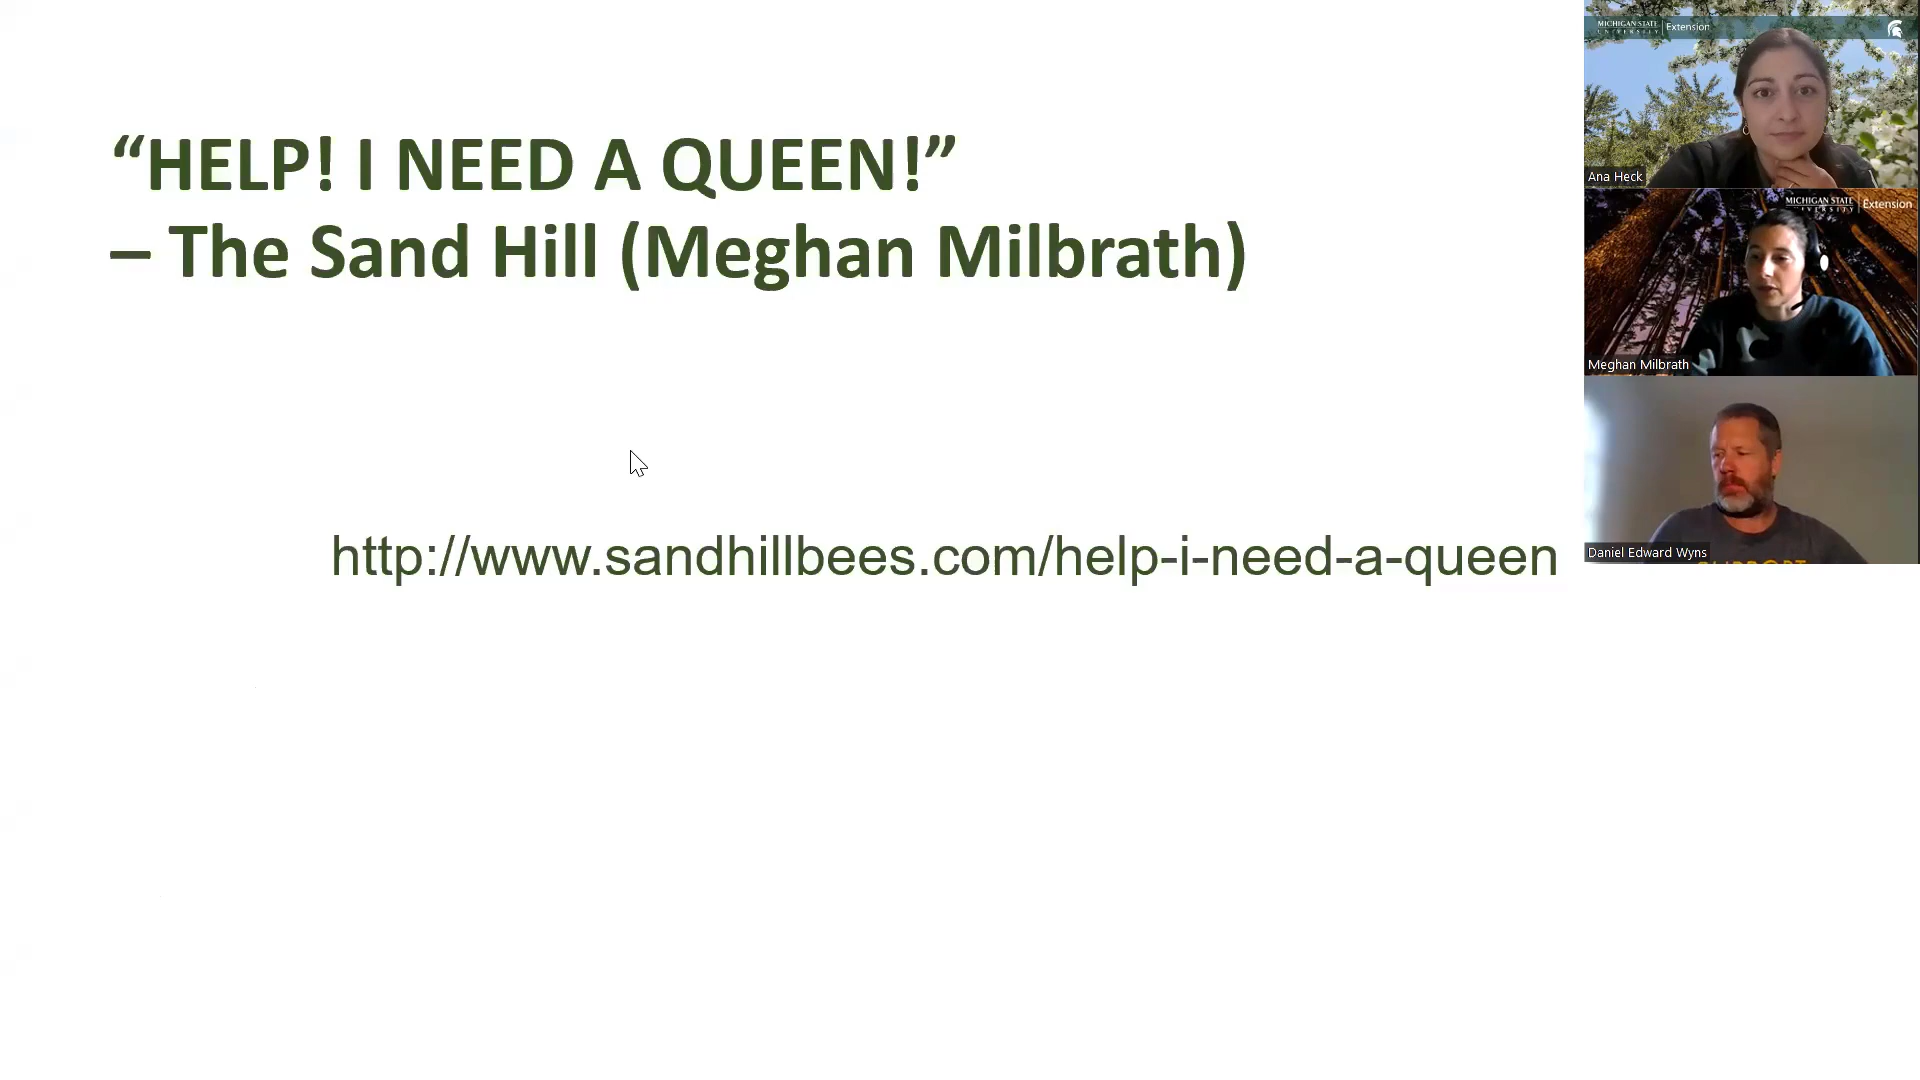 “HELP! I NEED A QUEEN!”
– The Sand Hill (Meghan Milbrath)
http://www.sandhillbees.com/help-i-need-a-queen
MICHIGAN STATE
UNIVERSITY
Extension
Ana Heck
MICHIGAN STATE
UNIVERSITY
Extension
Meghan Milbrath
Daniel Edward Wyns